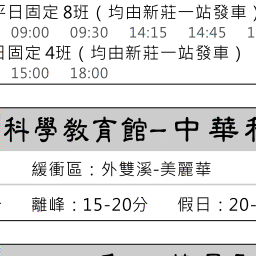 平日固定8班（均由新莊一站發車）
09:00 09:30 14:15 14:45
日固定4班（均由新莊一站發車）
15:00 18:00
科學教育館－中華
緩衝區：外雙溪-美麗華
離峰：15-20分 假日：20-